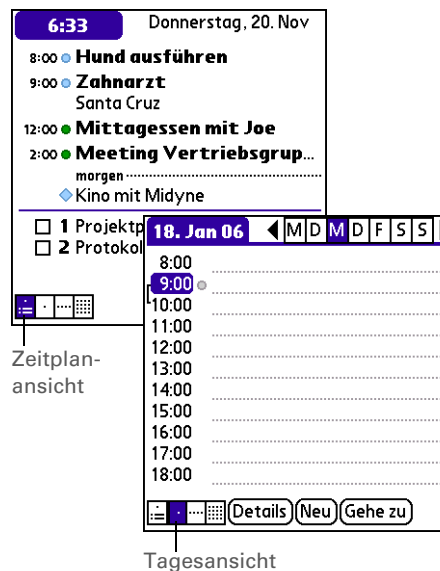 6:33 Donnerstag, 20. Nov
8:00 Hund ausführen
9:00 Zahnarzt
Santa Cruz
12:00 Mittagessen mit Joe
2:00 Meeting Vertriebsgrup...
morgen
Kino mit Midyne
1 Projektp
2 Protokol
Zeitplan-
ansicht
18. Jan 06 M D M D F S S
8:00
9:00
10:00
11:00
12:00
13:00
14:00
15:00
16:00
17:00
18:00
Details Neu Gehe zu
Tagesansicht